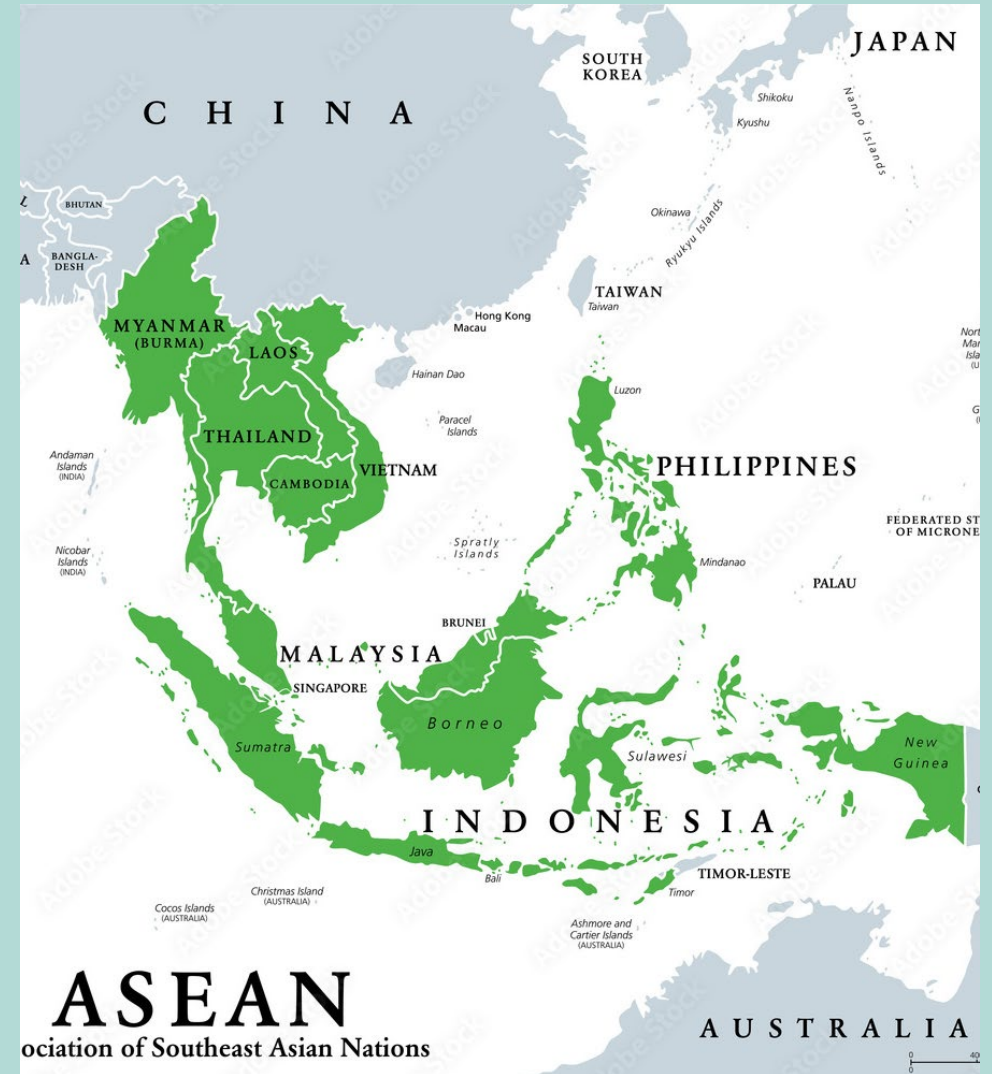 JAPAN
SOUTH
KOREA
Shikoku
Kyushu
Nanpo Islands
CHINA
BHUTAN
BANGLA-
DESH
A
Okinawa
Ryukyu Islands
TAIWAN
Taiwan
Hong Kong
Macau
MYANMAR
(BURMA)
LAOS
Hainan Dao
Luzon
Paracel
Islands
THAILAND
VIETNAM
CAMBODIA
PHILIPPINES
Andaman
Islands
(INDIA)
FEDERATED ST
OF MICRONE
Spratly
Islands
Nicobar
Islands
(INDIA)
Mindanao
PALAU
BRUNEI
MALAYSIA
SINGAPORE
Borneo
Sumatra
Sulawesi
New
Guinea
INDONESIA
Java
Bali
TIMOR-LESTE
Timor
Christmas Island
(AUSTRALIA)
Cocos Islands
(AUSTRALIA)
Ashmore and
Cartier Islands
(AUSTRALIA)
ASEAN
ociation of Southeast Asian Nations
AUSTRALIA
0
0
Adobe Stock